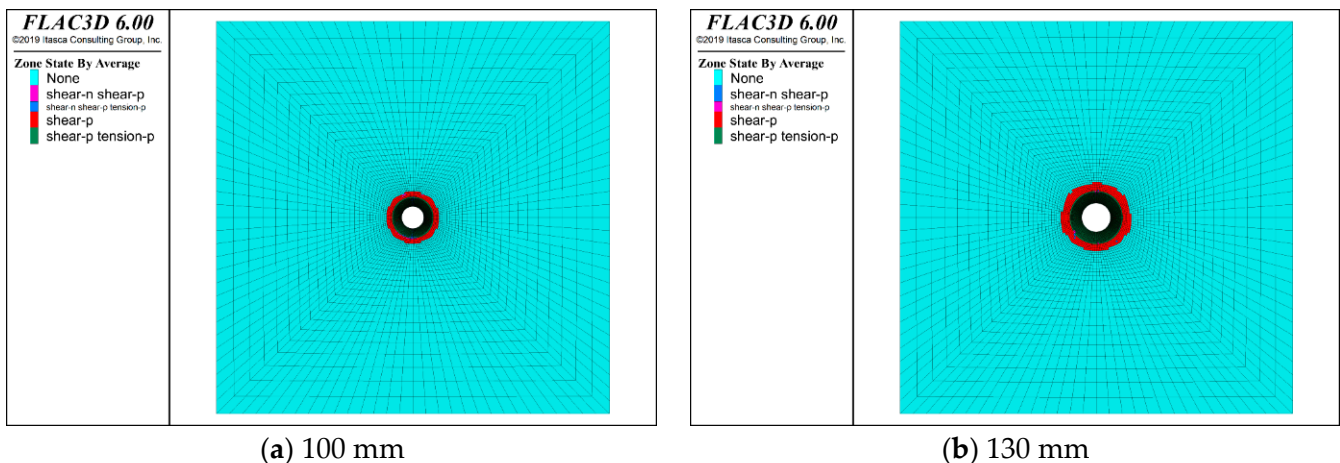 FLAC3D 6.00
©2019 Itasca Consulting Group, Inc.
Zone State By Average
None
shear-n shear-p
shear-n shear-p tension-p
shear-p
shear-p tension-p
(a) 100 mm
FLAC3D 6.00
©2019 Itasca Consulting Group, Inc.
Zone State By Average
None
shear-n shear-p
shear-n shear-p tension-p
shear-p
shear-p tension-p
(b) 130 mm